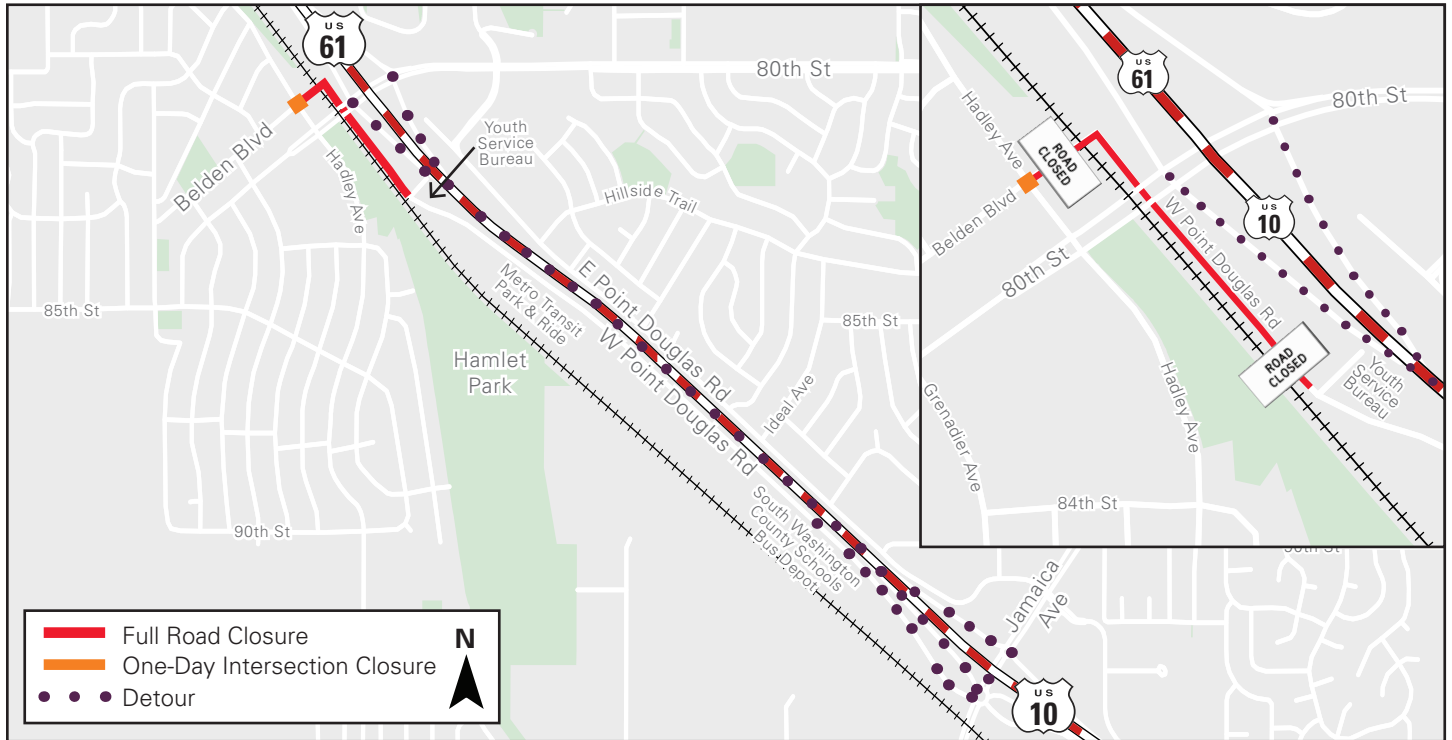 US
61
80th St
Youth
Service
Bureau
Belden Blvd
Hadley Ave
Hillside Trail
E Point Douglas Rd
Metro Transit
Park & Ride
W Point Douglas Rd
85th St
85th St
Hamlet
Park
Ideal Ave
90th St
South Washington
County Schools
Bus Depot
Jamaica
Ave
US
10
Full Road Closure
One-Day Intersection Closure
Detour
N
US
61
80th St
Hadley Ave
ROAD
CLOSED
US
10
Belden Blvd
W Point Douglas Rd
80th St
ROAD
CLOSED
Youth
Service
Bureau
Hadley Ave
Grenadier Ave
84th St